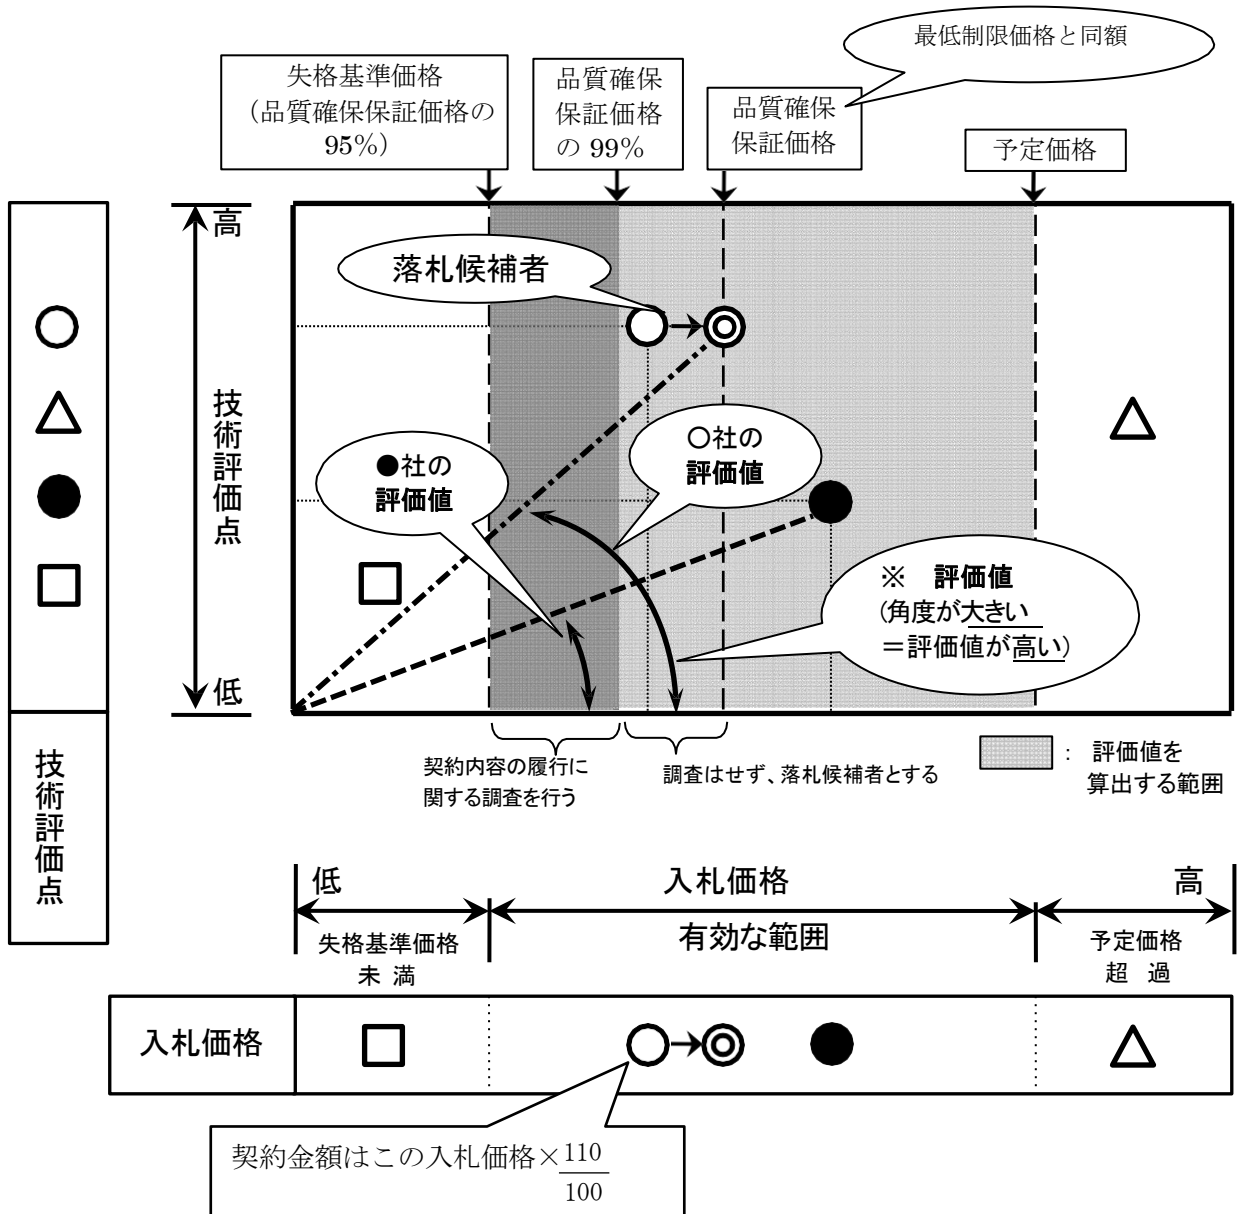 最低制限価格と同額
失格基準価格
（品質確保保証価格の
95％）
品質確保
保証価格
の 99％
品質確保
保証価格
予定価格
高
落札候補者
技術評価点
●社の
評価値
○社の
評価値
※ 評価値
(角度が大きい
＝評価値が高い)
低
契約内容の履行に
関する調査を行う
調査はせず、落札候補者とする
： 評価値を
算出する範囲
技術評価点
低
入札価格
高
失格基準価格
未 満
有効な範囲
予定価格
超 過
入札価格
契約金額はこの入札価格×110
100